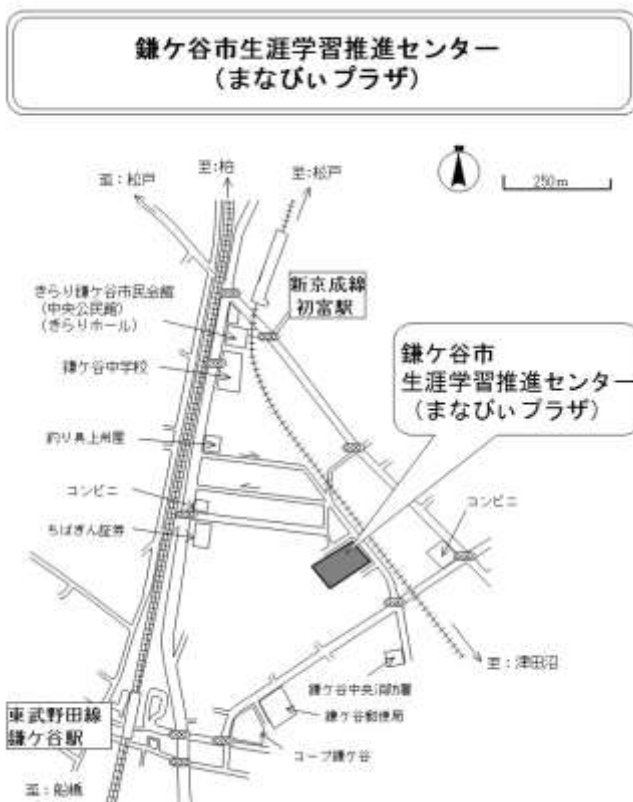 鎌ケ谷市生涯学習推進センター
(まなびぃプラザ)
至:柏
至:松戸
至:松戸
250m
きらり鎌ケ谷市民会館
(中央公民館)
(きらりホール)
新京成線
初富駅
鎌ケ谷市
生涯学習推進センター
(まなびぃプラザ)
鎌ケ谷中学校
釣り具上州屋
コンビニ
コンビニ
ちばぎん証券
至:津田沼
鎌ケ谷中央消防署
東武野田線
鎌ケ谷駅
鎌ケ谷郵便局
コープ鎌ケ谷
至:船橋